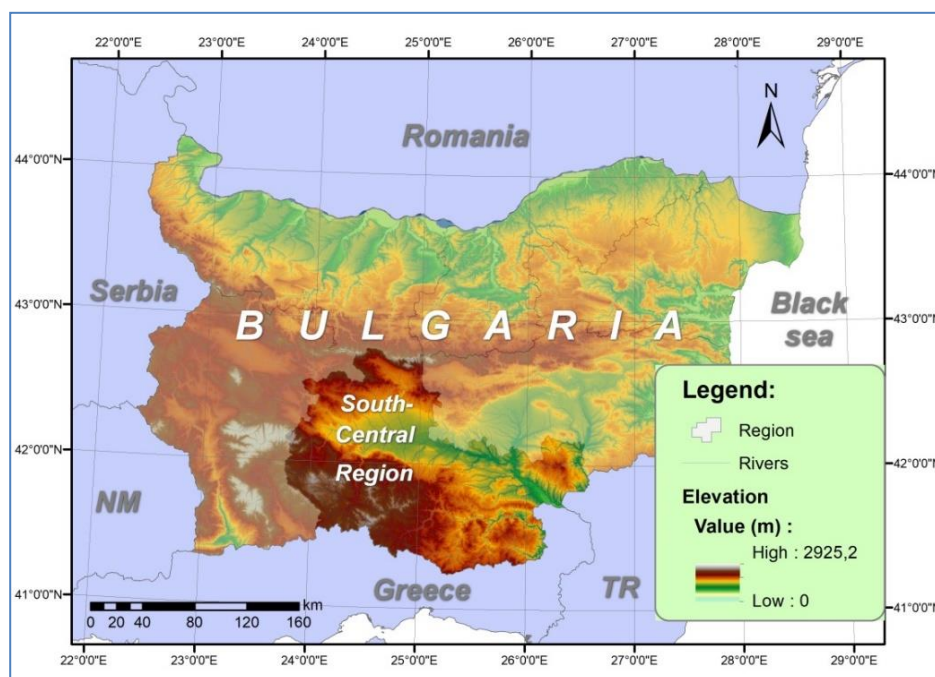 22°0'0"E 23°0'0"E 24°0'0"E 25°0'0"E 26°0'0"E 27°0'0"E 28°0'0"E 29°0'0"E
N
Romania
44°0'0"N
44°0'0"N
Serbia
43°0'0"N
BULGARIA
Black
sea
43°0'0"N
South-
Central
Region
42°0'0"N
42°0'0"N
NM
Greece
TR
41°0'0"N
41°0'0"N
Legend:
Region
Rivers
Elevation
Value (m) :
High : 2925,2
Low : 0
km
0 20 40 80 120 160
22°0'0"E 23°0'0"E 24°0'0"E 25°0'0"E 26°0'0"E 27°0'0"E 28°0'0"E 29°0'0"E